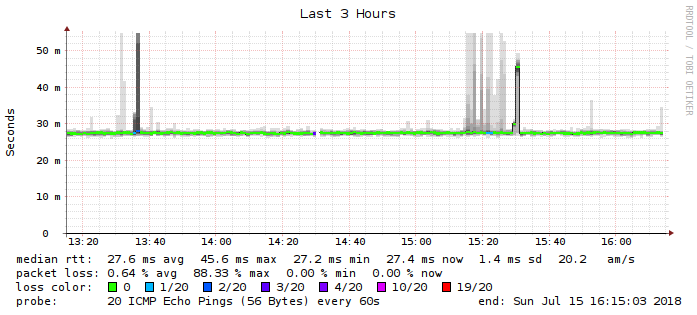 Last 3 Hours
RRDTOOL / TOBI OETIKER
Seconds
50 m
40 m
30 m
20 m
10 m
0
13:20 13:40 14:00 14:20 14:40 15:00 15:20 15:40 16:00
median rtt: 27.6 ms avg 45.6 ms max 27.2 ms min 27.4 ms now 1.4 ms sd 20.2 am/s
packet loss: 0.64 % avg 88.33 % max 0.00 % min 0.00 % now
loss color: 0 1/20 2/20 3/20 4/20 10/20 19/20
probe: 20 ICMP Echo Pings (56 Bytes) every 60s end: Sun Jul 15 16:15:03 2018